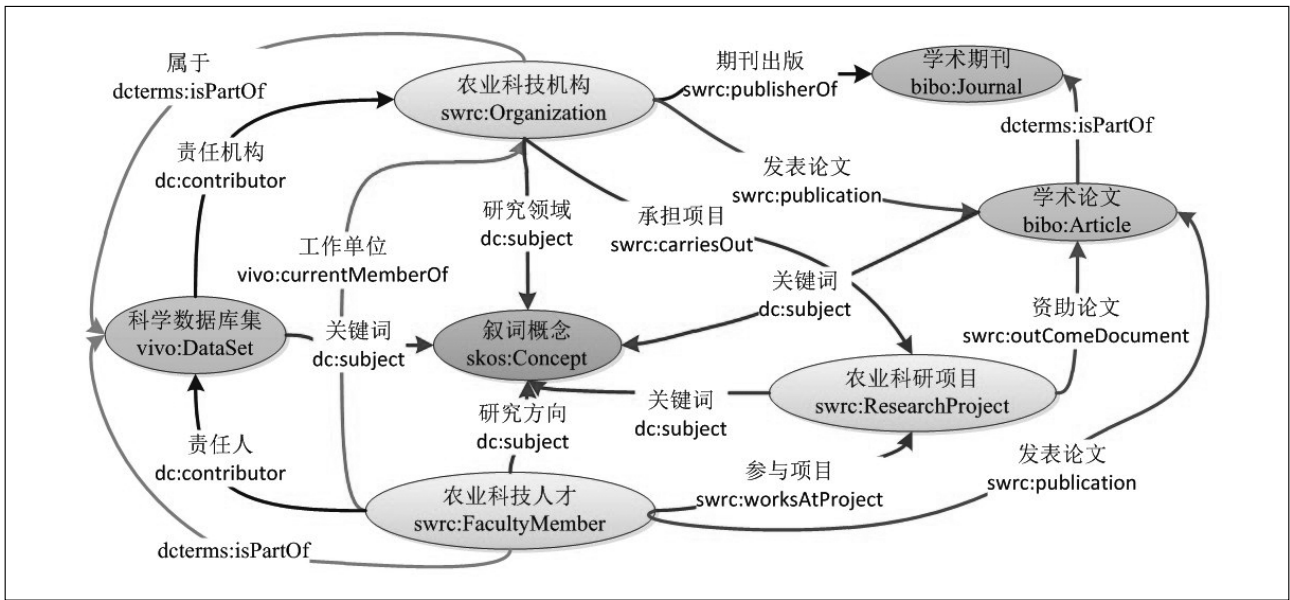 属于
dcterms:isPartOf
农业科技机构
swrc:Organization
期刊出版
swrc:publisherOf
学术期刊
bibo:Journal
dcterms:isPartOf
责任机构
dc:contributor
发表论文
swrc:publication
学术论文
bibo:Article
研究领域
dc:subject
承担项目
swrc:carriesOut
工作单位
vivo:currentMemberOf
关键词
dc:subject
资助论文
swrc:outComeDocument
科学数据库集
vivo:DataSet
关键词
dc:subject
叙词概念
skos:Concept
农业科研项目
swrc:ResearchProject
关键词
dc:subject
研究方向
dc:subject
责任人
dc:contributor
参与项目
swrc:worksAtProject
发表论文
swrc:publication
农业科技人才
swrc:FacultyMember
dcterms:isPartOf